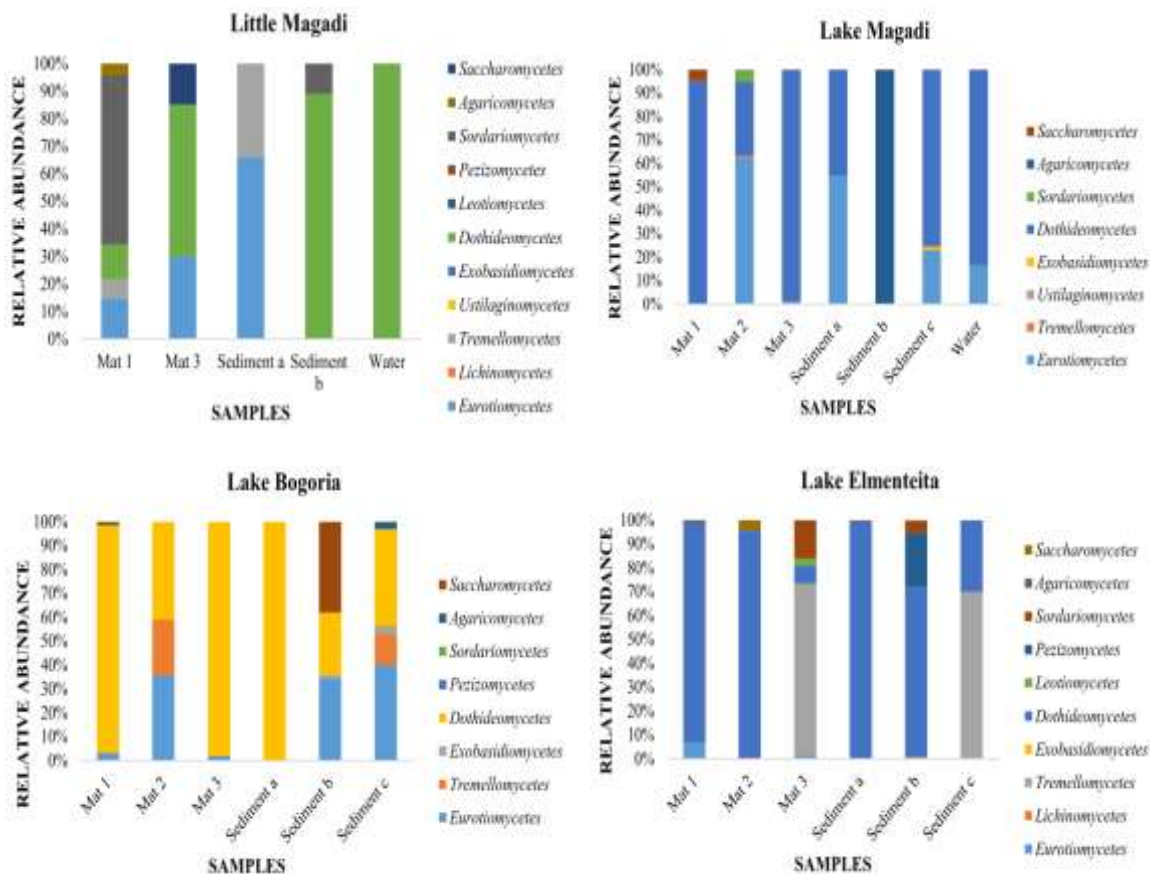 Little Magadi
RELATIVE ABUNDANCE
100%
90%
80%
70%
60%
50%
40%
30%
20%
10%
0%
Mat 1 Mat 3 Sediment a Sediment b Water
SAMPLES
Saccharomycetes
Agaricomycetes
Sordariomycetes
Pezizomycetes
Leotiomycetes
Dothideomycetes
Exobasidiomycetes
Ustilaginomycetes
Tremellomycetes
Lichinomycetes
Eurotiomycetes
Lake Magadi
RELATIVE ABUNDANCE
100%
90%
80%
70%
60%
50%
40%
30%
20%
10%
0%
Mat 1 Mat 2 Mat 3 Sediment a Sediment b Sediment c Water
SAMPLES
Saccharomycetes
Agaricomycetes
Sordariomycetes
Dothideomycetes
Exobasidiomycetes
Ustilaginomycetes
Tremellomycetes
Eurotiomycetes
Lake Bogoria
RELATIVE ABUNDANCE
100%
90%
80%
70%
60%
50%
40%
30%
20%
10%
0%
Mat 1 Mat 2 Mat 3 Sediment a Sediment b Sediment c
SAMPLES
Saccharomycetes
Agaricomycetes
Sordariomycetes
Pezizomycetes
Dothideomycetes
Exobasidiomycetes
Tremellomycetes
Eurotiomycetes
Lake Elmenteita
RELATIVE ABUNDANCE
100%
90%
80%
70%
60%
50%
40%
30%
20%
10%
0%
Mat 1 Mat 2 Mat 3 Sediment a Sediment b Sediment c
SAMPLES
Saccharomycetes
Agaricomycetes
Sordariomycetes
Pezizomycetes
Leotiomycetes
Dothideomycetes
Exobasidiomycetes
Tremellomycetes
Lichinomycetes
Eurotiomycetes